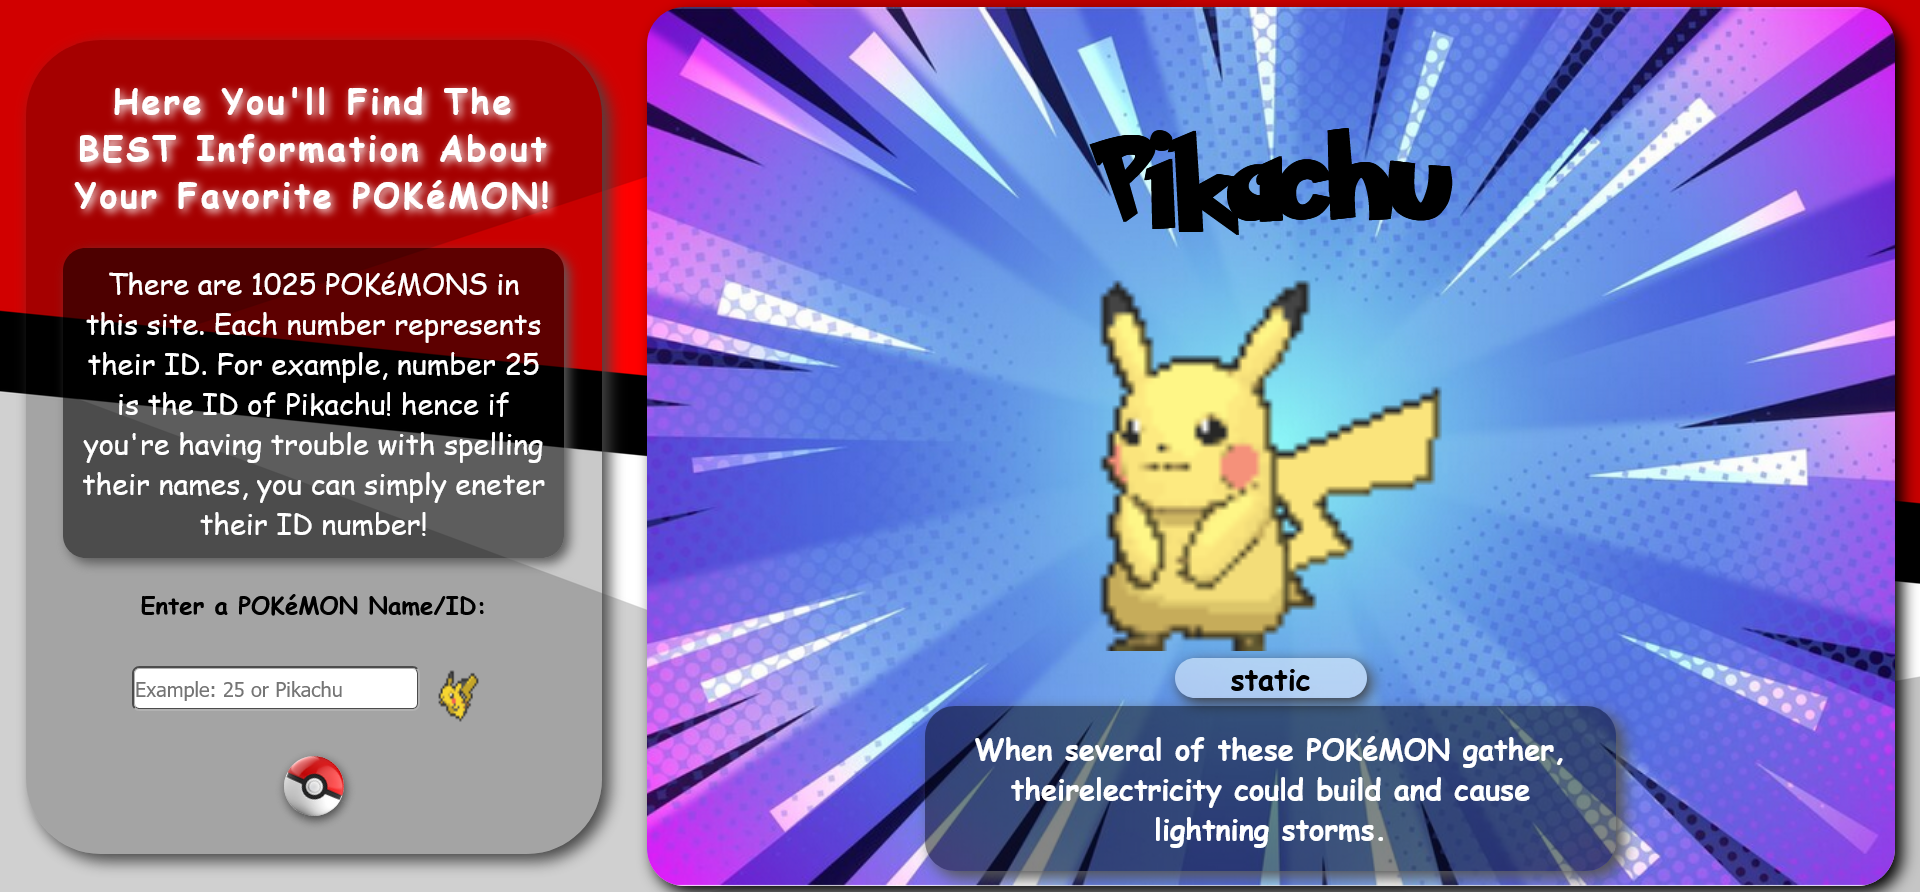 Here You'll Find The
BEST Information About
Your Favorite POKéMON!
There are 1025 POKéMONS in
this site. Each number represents
their ID. For example, number 25
is the ID of Pikachu! hence if
you're having trouble with spelling
their names, you can simply eneter
their ID number!
Enter a POKéMON Name/ID:
Example: 25 or Pikachu
Pikachu
static
When several of these POKéMON gather,
theirelectricity could build and cause
lightning storms.